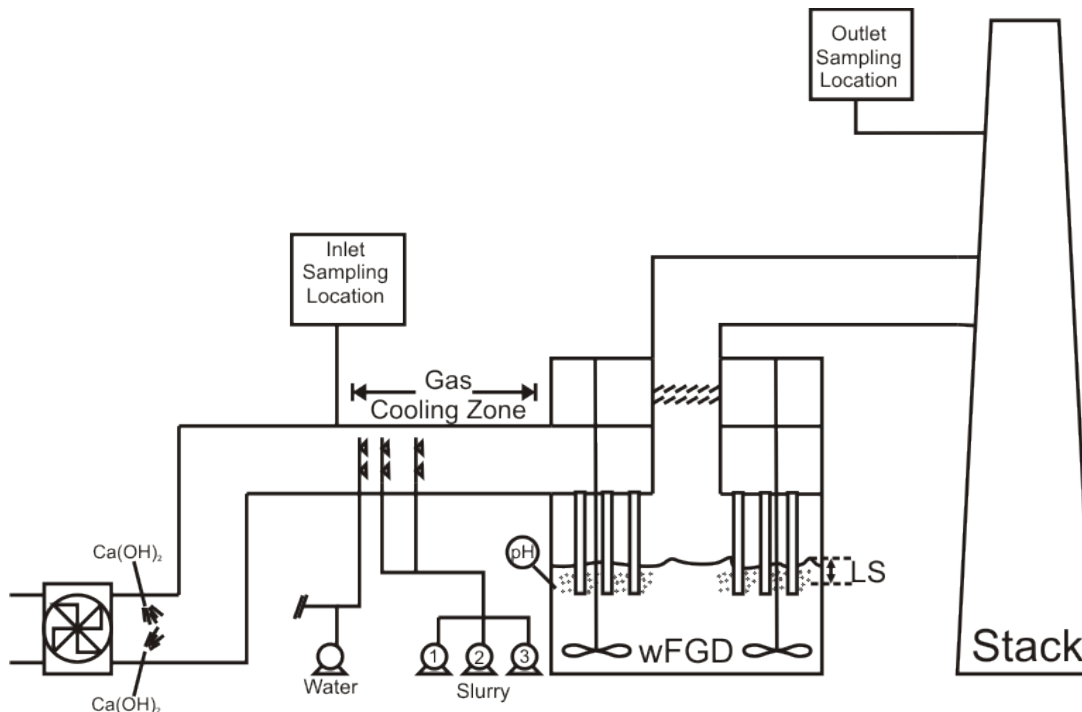 Outlet
Sampling
Location
Inlet
Sampling
Location
Gas
Cooling Zone
Ca(OH)₂
pH
LS
1 2 3
wFGD
Stack
Water
Slurry
Ca(OH)₂